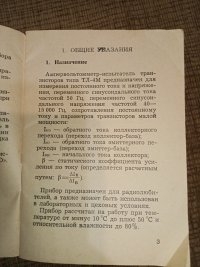 1. ОБЩИЕ УКАЗАНИЯ
1. Назначение
Ампервольтомметр-испытатель тран-
зисторов типа ТЛ-4М предназначен для
измерения постоянного тока и напряже-
ния, переменного синусоидального тока
частотой 50 Гц, переменного синусои-
дального напряжения частотой 40—
15 000 Гц, сопротивления постоянному
току и параметров транзисторов малой
мощности:
— обратного тока коллекторного
перехода (переход коллектор-база);
— обратного тока эмиттерного пе-
рехода (переход эмиттер-база);
— начального тока коллектора;
β — статического коэффициента уси-
ления по току (определяется расчетным
путем: β=
Прибор предназначен для радиолюбите-
лей, а также может быть использован
в лабораторных и цеховых условиях.
Прибор рассчитан на работу при тем-
пературе от минус 10 °С до плюс 50 °С и
относительной влажности до 80%.
3